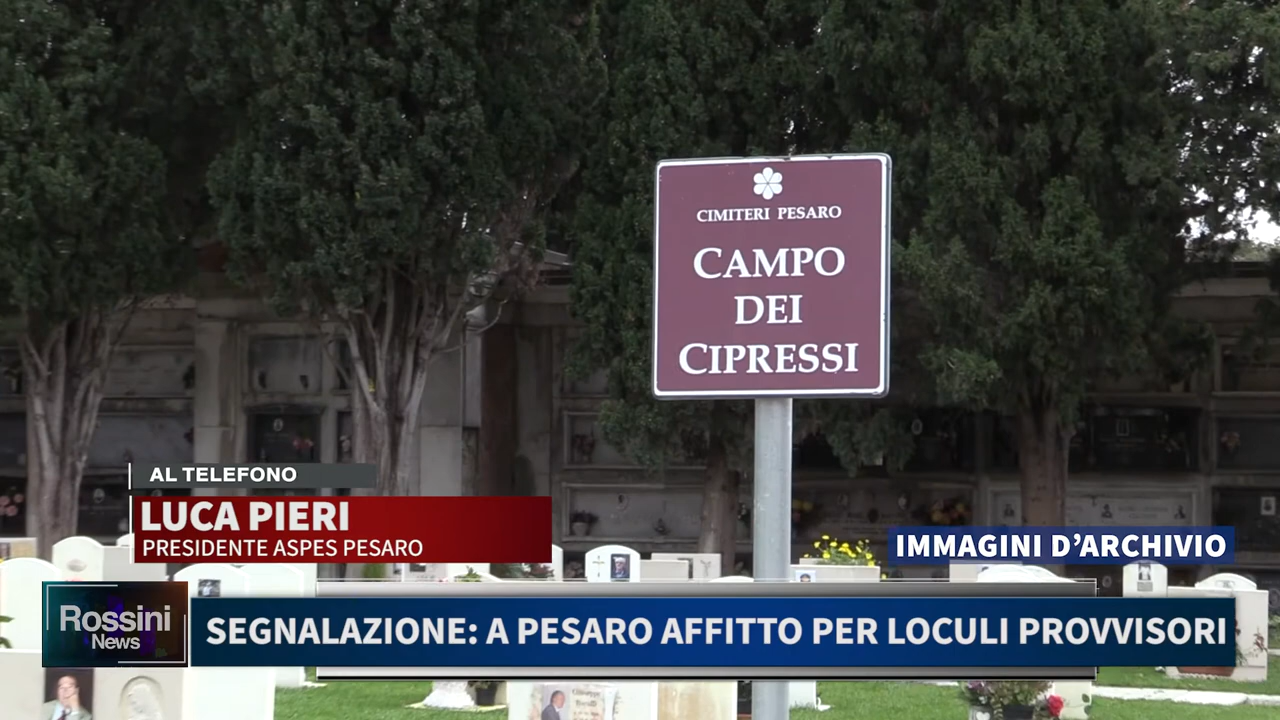 CIMITERI PESARO
CAMPO
DEI
CIPRESSI
AL TELEFONO
LUCA PIERI
PRESIDENTE ASPES PESARO
IMMAGINI D'ARCHIVIO
Rossini
News
SEGNALAZIONE: A PESARO AFFITTO PER LOCULI PROVVISORI